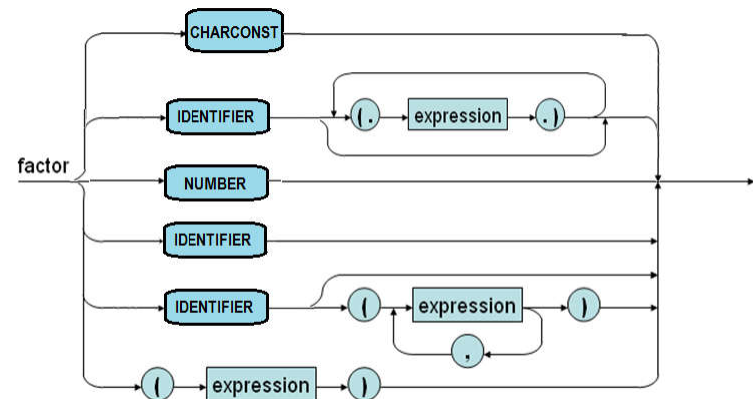 CHARCONST
IDENTIFIER (. expression .)
factor
NUMBER
IDENTIFIER
IDENTIFIER ( expression )
,
( expression )